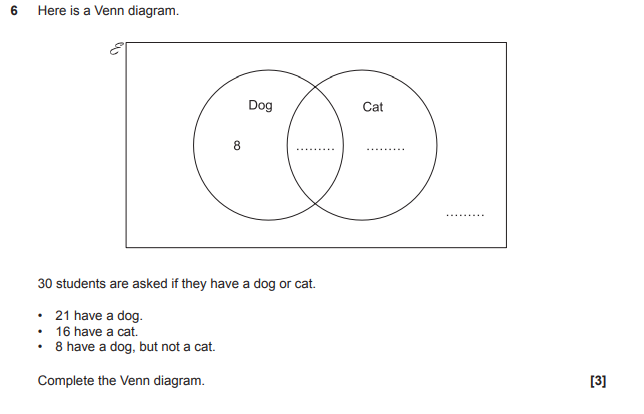 6 Here is a Venn diagram.
ℰ
Dog Cat
8 ......... .........
.........
30 students are asked if they have a dog or cat.
• 21 have a dog.
• 16 have a cat.
• 8 have a dog, but not a cat.
Complete the Venn diagram. [3]